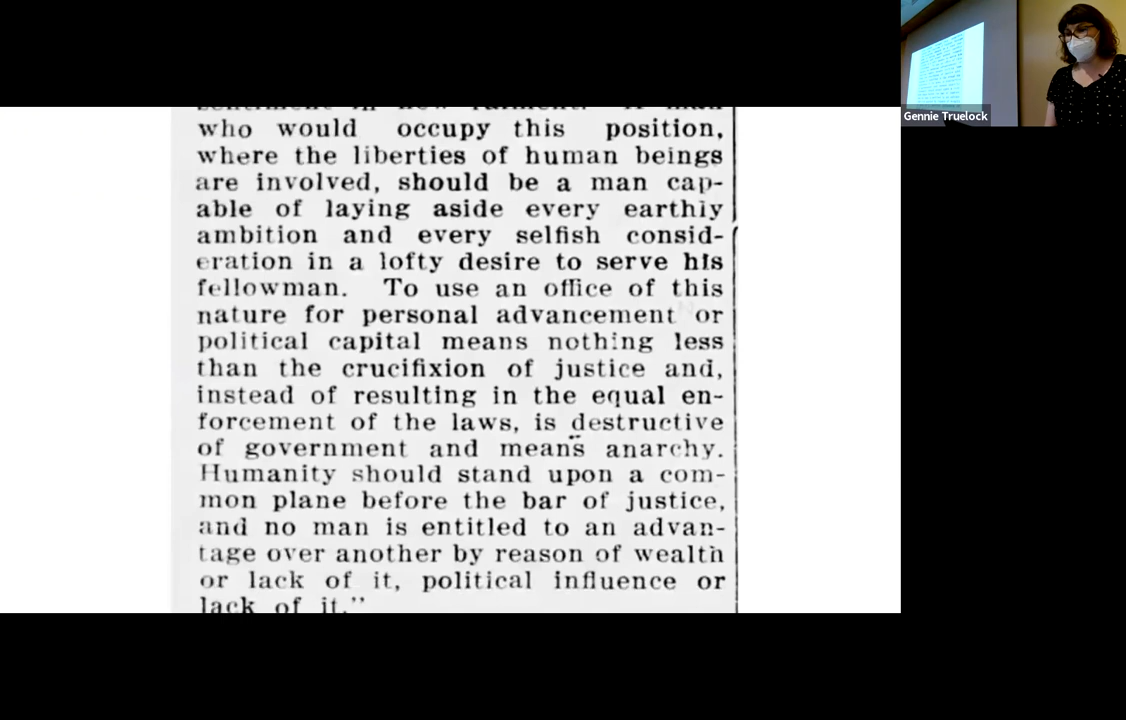 sentiment in new raiment. A man
who would occupy this position,
where the liberties of human beings
are involved, should be a man cap-
able of laying aside every earthly
ambition and every selfish consid-
eration in a lofty desire to serve his
fellowman. To use an office of this
nature for personal advancement or
political capital means nothing less
than the crucifixion of justice and,
instead of resulting in the equal en-
forcement of the laws, is destructive
of government and means anarchy.
Humanity should stand upon a com-
mon plane before the bar of justice,
and no man is entitled to an advan-
tage over another by reason of wealth
or lack of it, political influence or
lack of it.”
Gennie Truelock